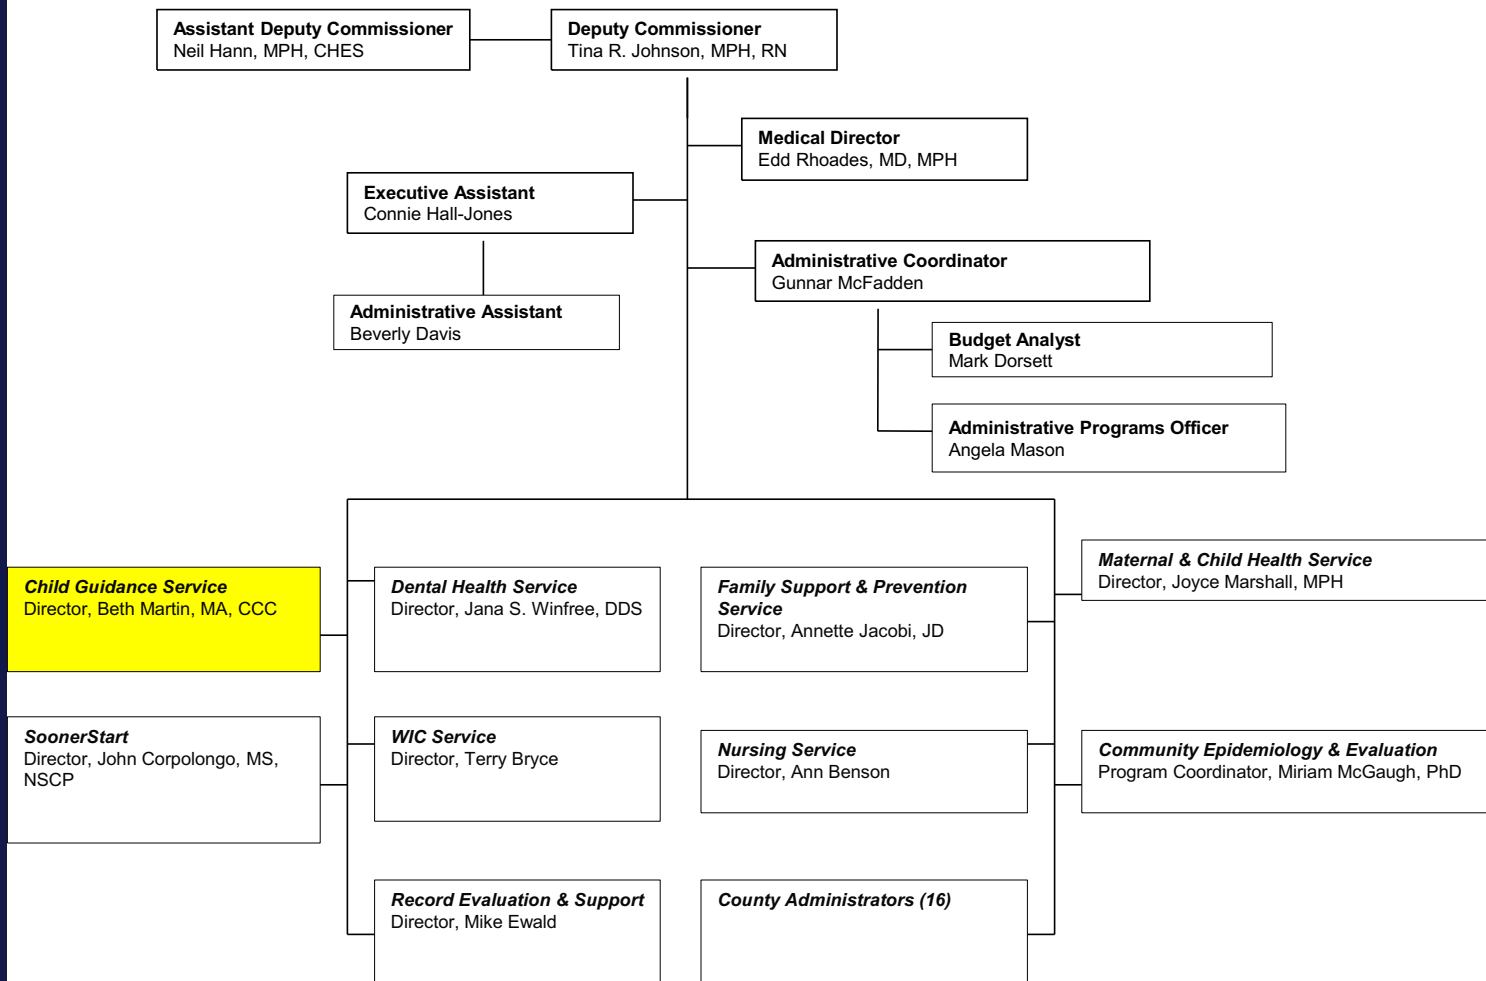 Assistant Deputy Commissioner
Neil Hann, MPH, CHES
Deputy Commissioner
Tina R. Johnson, MPH, RN
Medical Director
Edd Rhoades, MD, MPH
Executive Assistant
Connie Hall-Jones
Administrative Coordinator
Gunnar McFadden
Administrative Assistant
Beverly Davis
Budget Analyst
Mark Dorsett
Administrative Programs Officer
Angela Mason
Child Guidance Service
Director, Beth Martin, MA, CCC
Dental Health Service
Director, Jana S. Winfree, DDS
Family Support & Prevention
Service
Director, Annette Jacobi, JD
Maternal & Child Health Service
Director, Joyce Marshall, MPH
SoonerStart
Director, John Corpolongo, MS,
NSCP
WIC Service
Director, Terry Bryce
Nursing Service
Director, Ann Benson
Community Epidemiology & Evaluation
Program Coordinator, Miriam McGaugh, PhD
Record Evaluation & Support
Director, Mike Ewald
County Administrators (16)